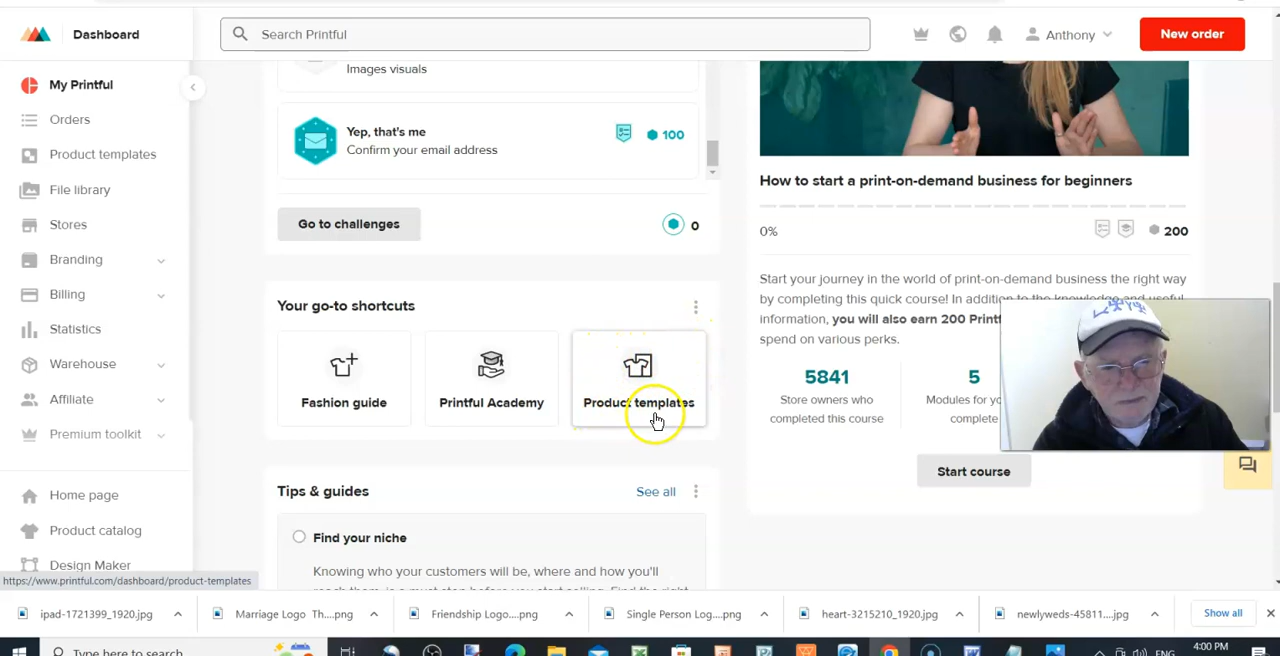 Dashboard
Search Printful
Anthony
New order
My Printful
Orders
Product templates
File library
Stores
Branding
Billing
Statistics
Warehouse
Affiliate
Premium toolkit
Home page
Product catalog
Design Maker
https://www.printful.com/dashboard/product-templates
Images visuals
Yep, that's me
Confirm your email address
100
Go to challenges
0
Your go-to shortcuts
Fashion guide
Printful Academy
Product templates
Tips & guides
See all
Find your niche
Knowing who your customers will be, where and how you'll
How to start a print-on-demand business for beginners
0%
200
Start your journey in the world of print-on-demand business the right way
by completing this quick course! In addition to the knowledge and useful
information, you will also earn 200 Printf
spend on various perks.
5841
Store owners who
completed this course
5
Modules for yo
complete
Start course
ipad-1721399_1920.jpg
Marriage Logo Th....png
Friendship Logo....png
Single Person Log....png
heart-3215210_1920.jpg
newlyweds-45811....jpg
Show all
Type here to search
ENG
4:00 PM